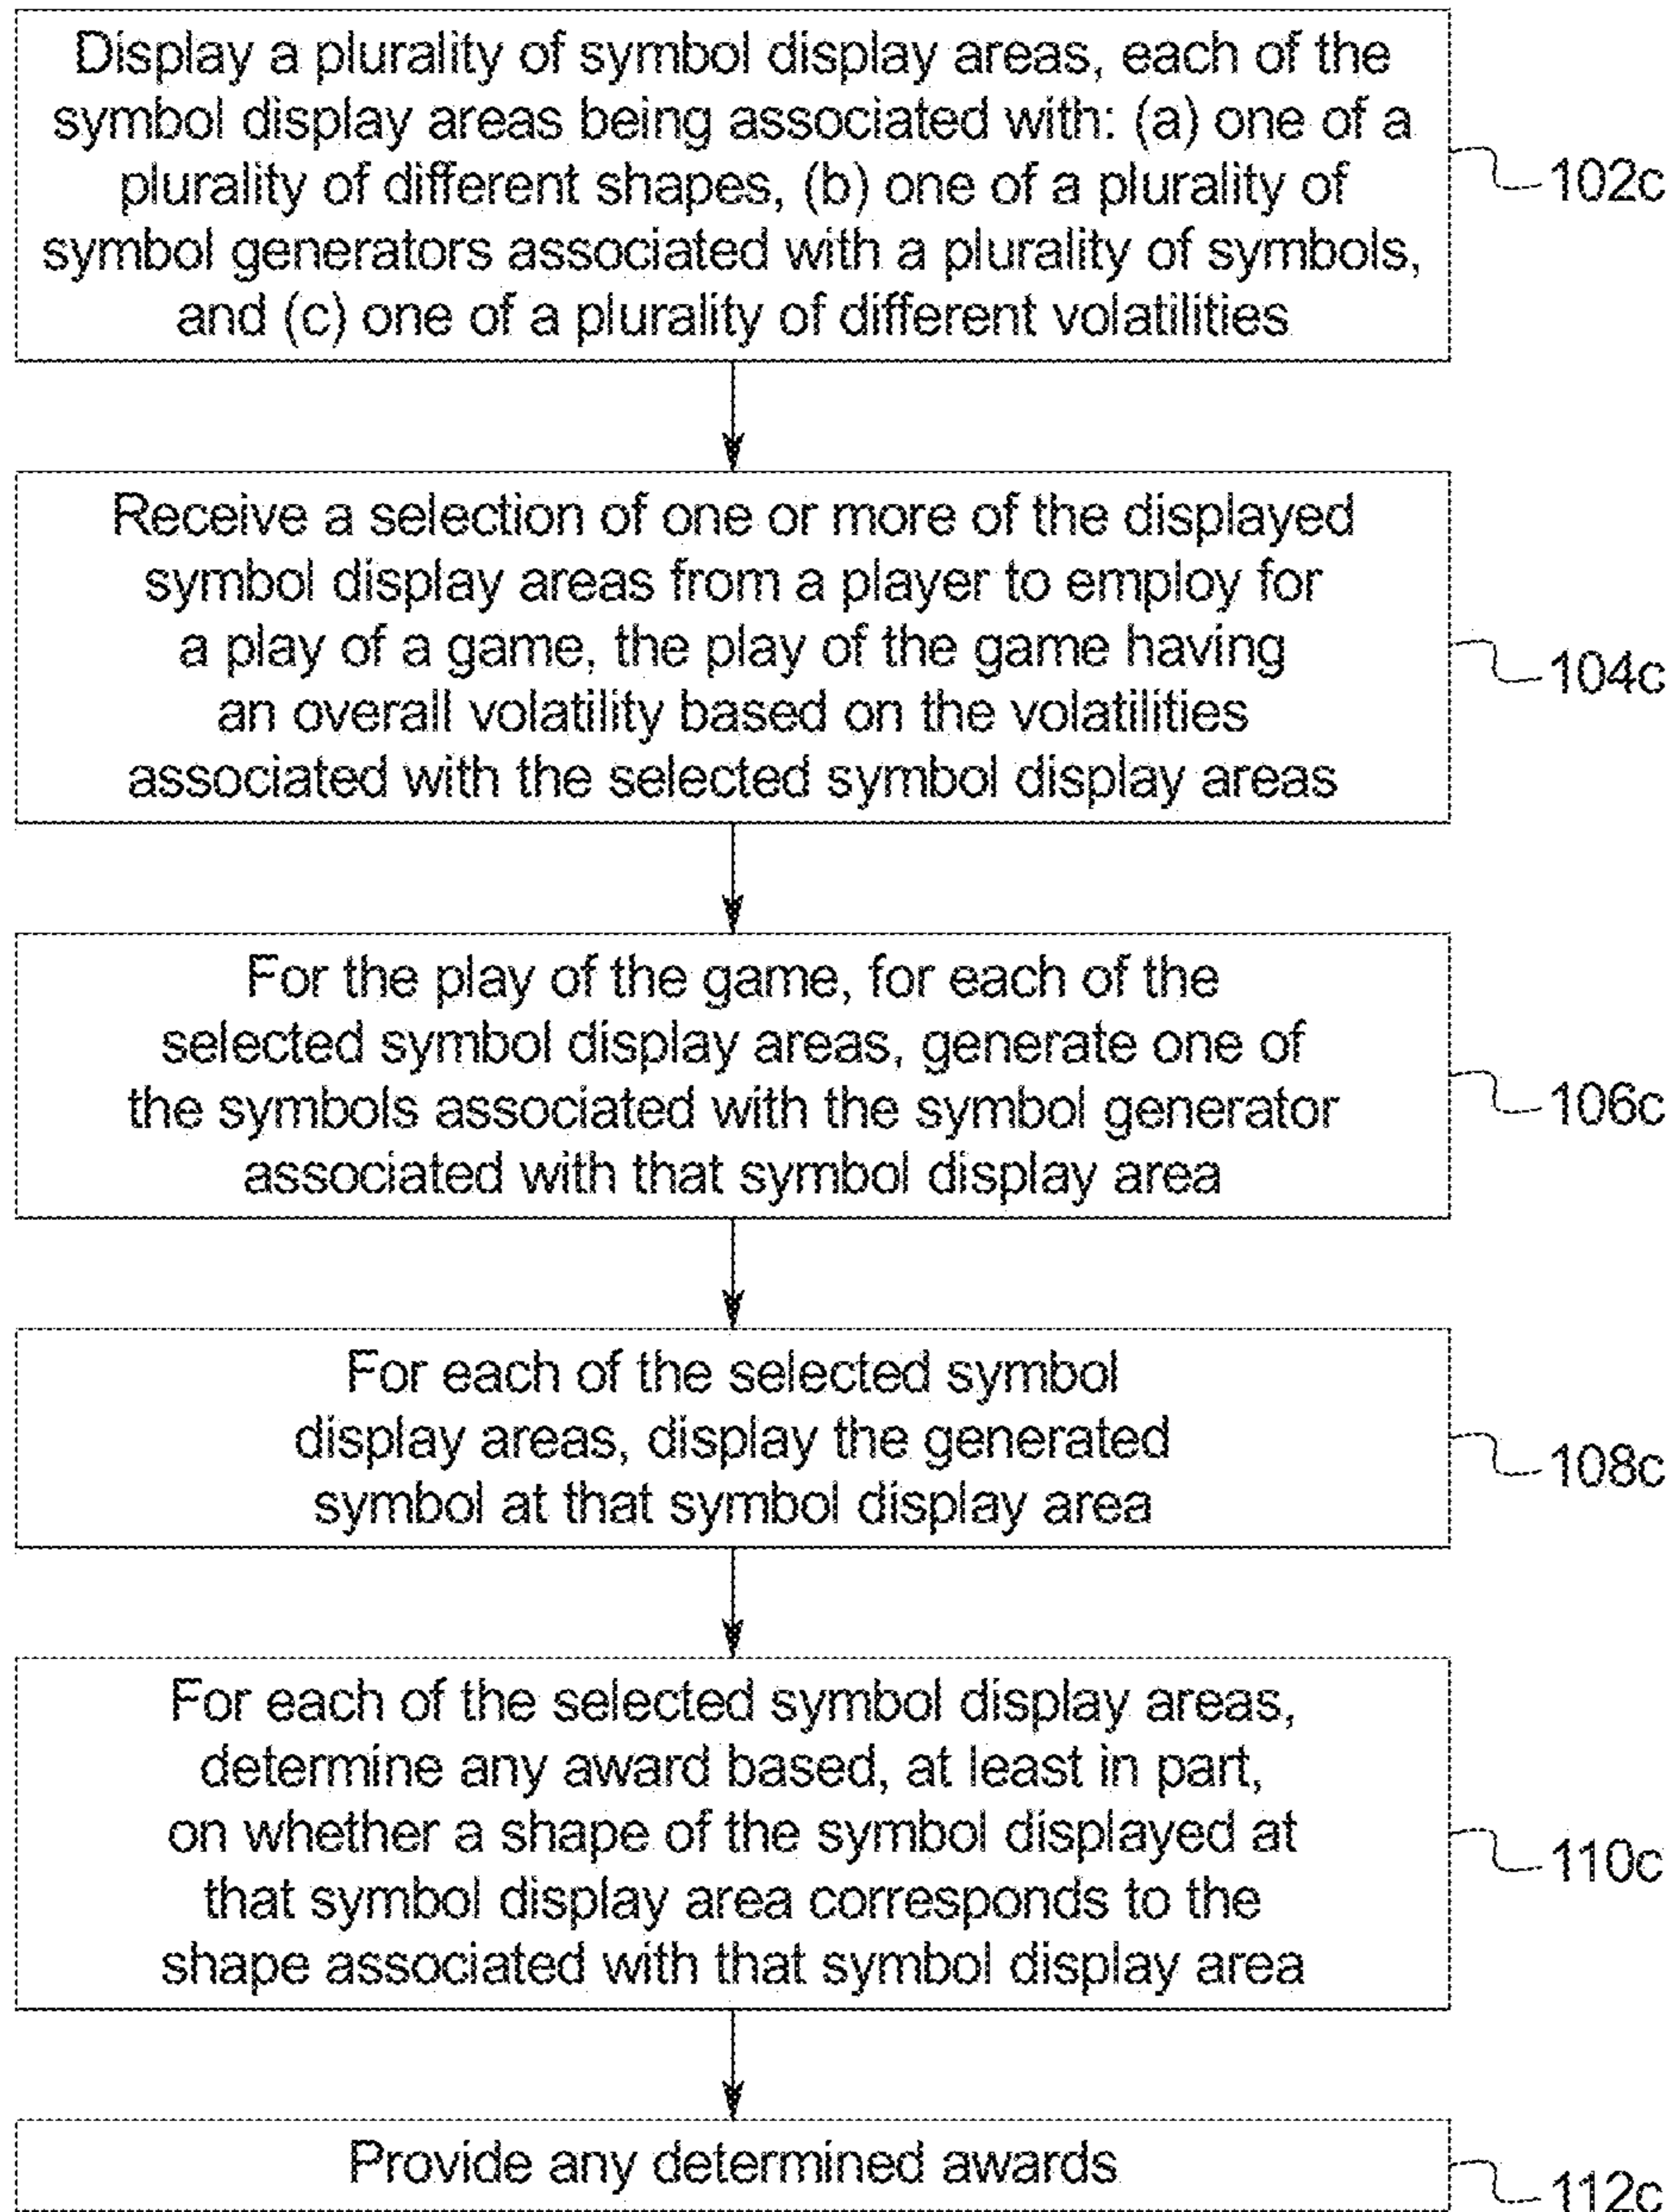 Display a plurality of symbol display areas, each of the
symbol display areas being associated with: (a) one of a
plurality of different shapes, (b) one of a plurality of
symbol generators associated with a plurality of symbols,
and (c) one of a plurality of different volatilities
102c
Receive a selection of one or more of the displayed
symbol display areas from a player to employ for
a play of a game, the play of the game having
an overall volatility based on the volatilities
associated with the selected symbol display areas
104c
For the play of the game, for each of the
selected symbol display areas, generate one of
the symbols associated with the symbol generator
associated with that symbol display area
106c
For each of the selected symbol
display areas, display the generated
symbol at that symbol display area
108c
For each of the selected symbol display areas,
determine any award based, at least in part,
on whether a shape of the symbol displayed at
that symbol display area corresponds to the
shape associated with that symbol display area
110c
Provide any determined awards
112c